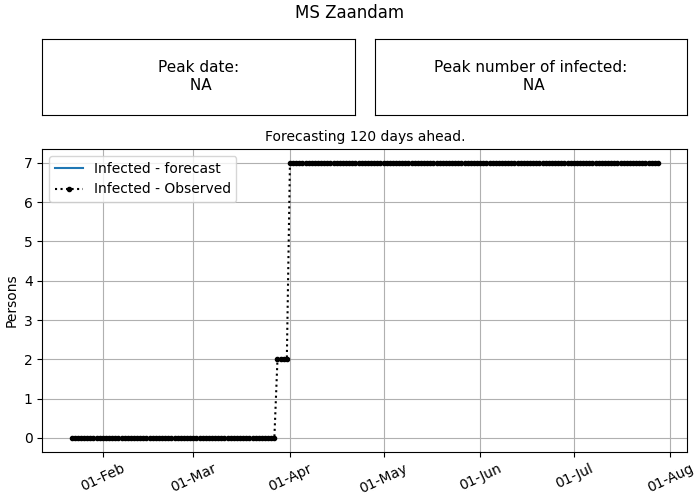 MS Zaandam
Peak date:
NA
Peak number of infected:
NA
Forecasting 120 days ahead.
Infected - forecast
Infected - Observed
Persons
7
6
5
4
3
2
1
0
01-Feb
01-Mar
01-Apr
01-May
01-Jun
01-Jul
01-Aug